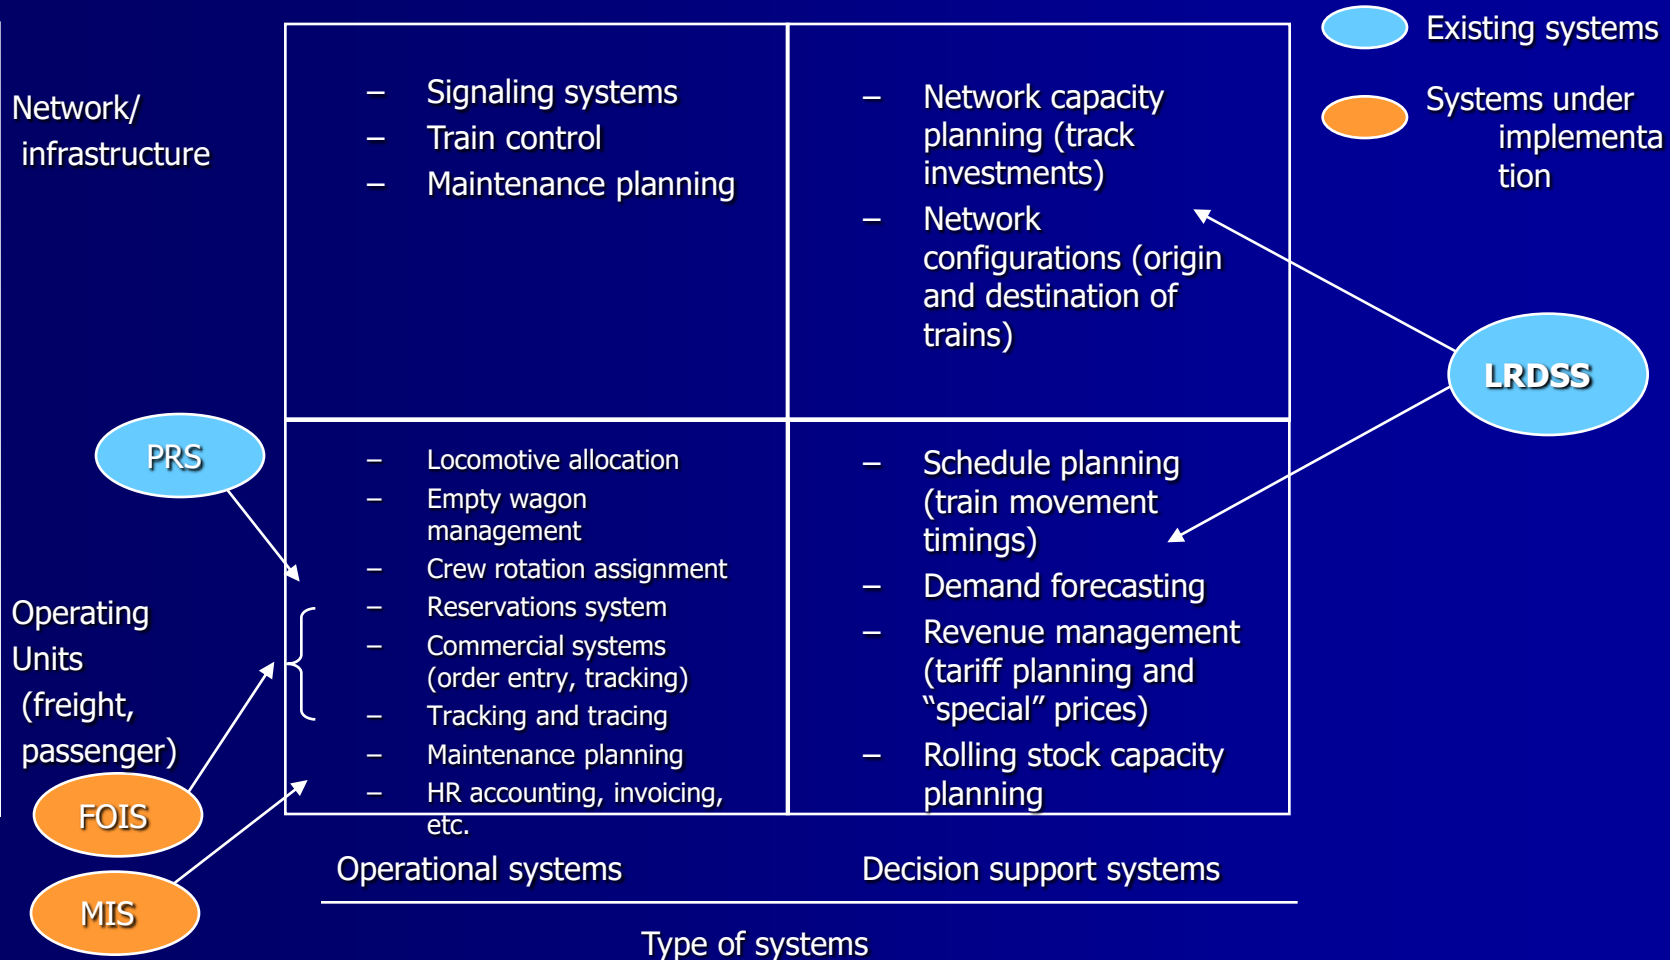 Existing systems
Systems under
implementa
tion
Network/
infrastructure
– Signaling systems
– Train control
– Maintenance planning
– Network capacity
planning (track
investments)
– Network
configurations (origin
and destination of
trains)
LRDSS
PRS
Operating
Units
(freight,
passenger)
FOIS
MIS
– Locomotive allocation
– Empty wagon
management
– Crew rotation assignment
– Reservations system
– Commercial systems
(order entry, tracking)
– Tracking and tracing
– Maintenance planning
– HR accounting, invoicing,
etc.
– Schedule planning
(train movement
timings)
– Demand forecasting
– Revenue management
(tariff planning and
“special” prices)
– Rolling stock capacity
planning
Operational systems
Decision support systems
Type of systems